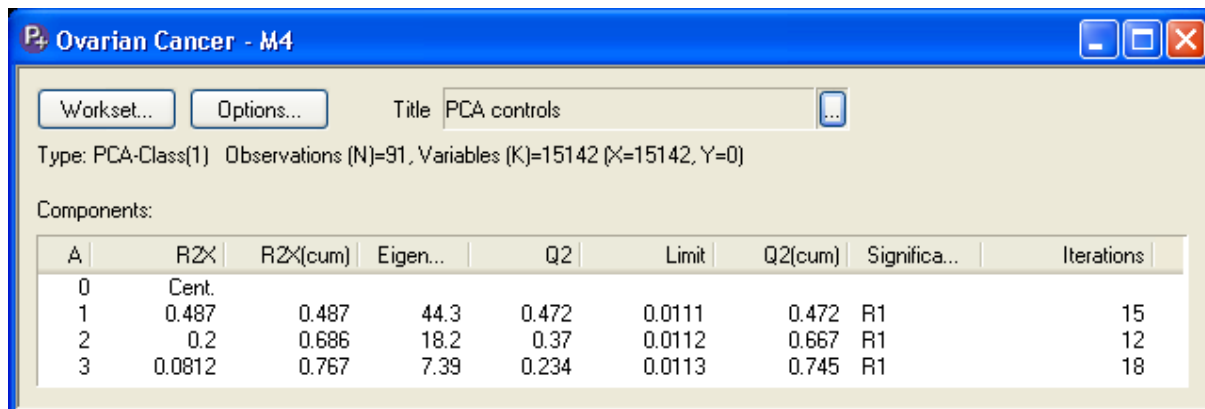 P+ Ovarian Cancer - M4
Workset... Options... Title PCA controls ...
Type: PCA-Class(1) Observations (N)=91, Variables (K)=15142 (X=15142, Y=0)
Components:
A R2X R2X(cum) Eigen... Q2 Limit Q2(cum) Significa... Iterations
0 Cent.
1 0.487 0.487 44.3 0.472 0.0111 0.472 R1 15
2 0.2 0.686 18.2 0.37 0.0112 0.667 R1 12
3 0.0812 0.767 7.39 0.234 0.0113 0.745 R1 18